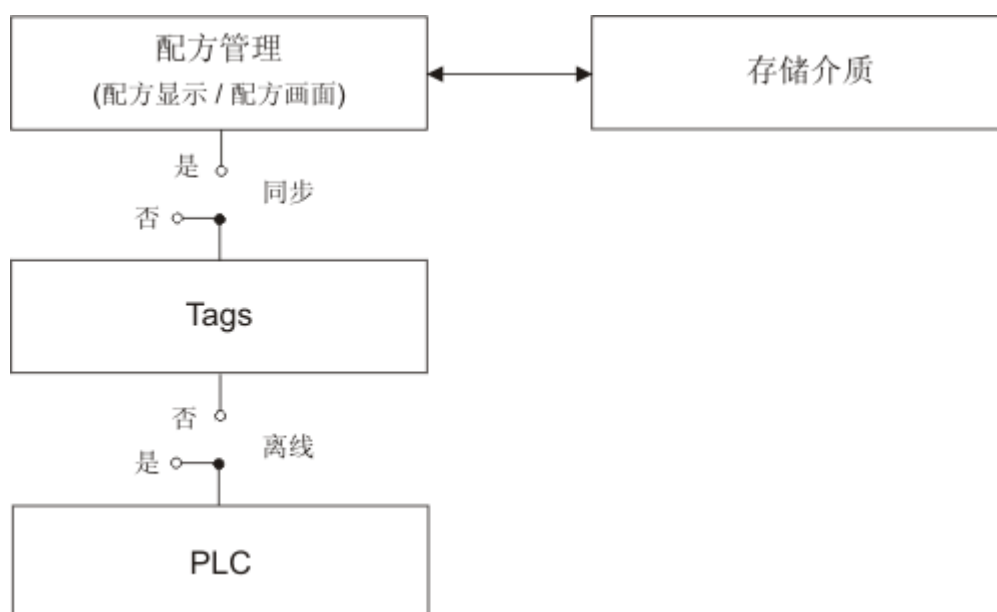 配方管理
(配方显示 / 配方画面)
存储介质
是
同步
否
Tags
否
离线
是
PLC